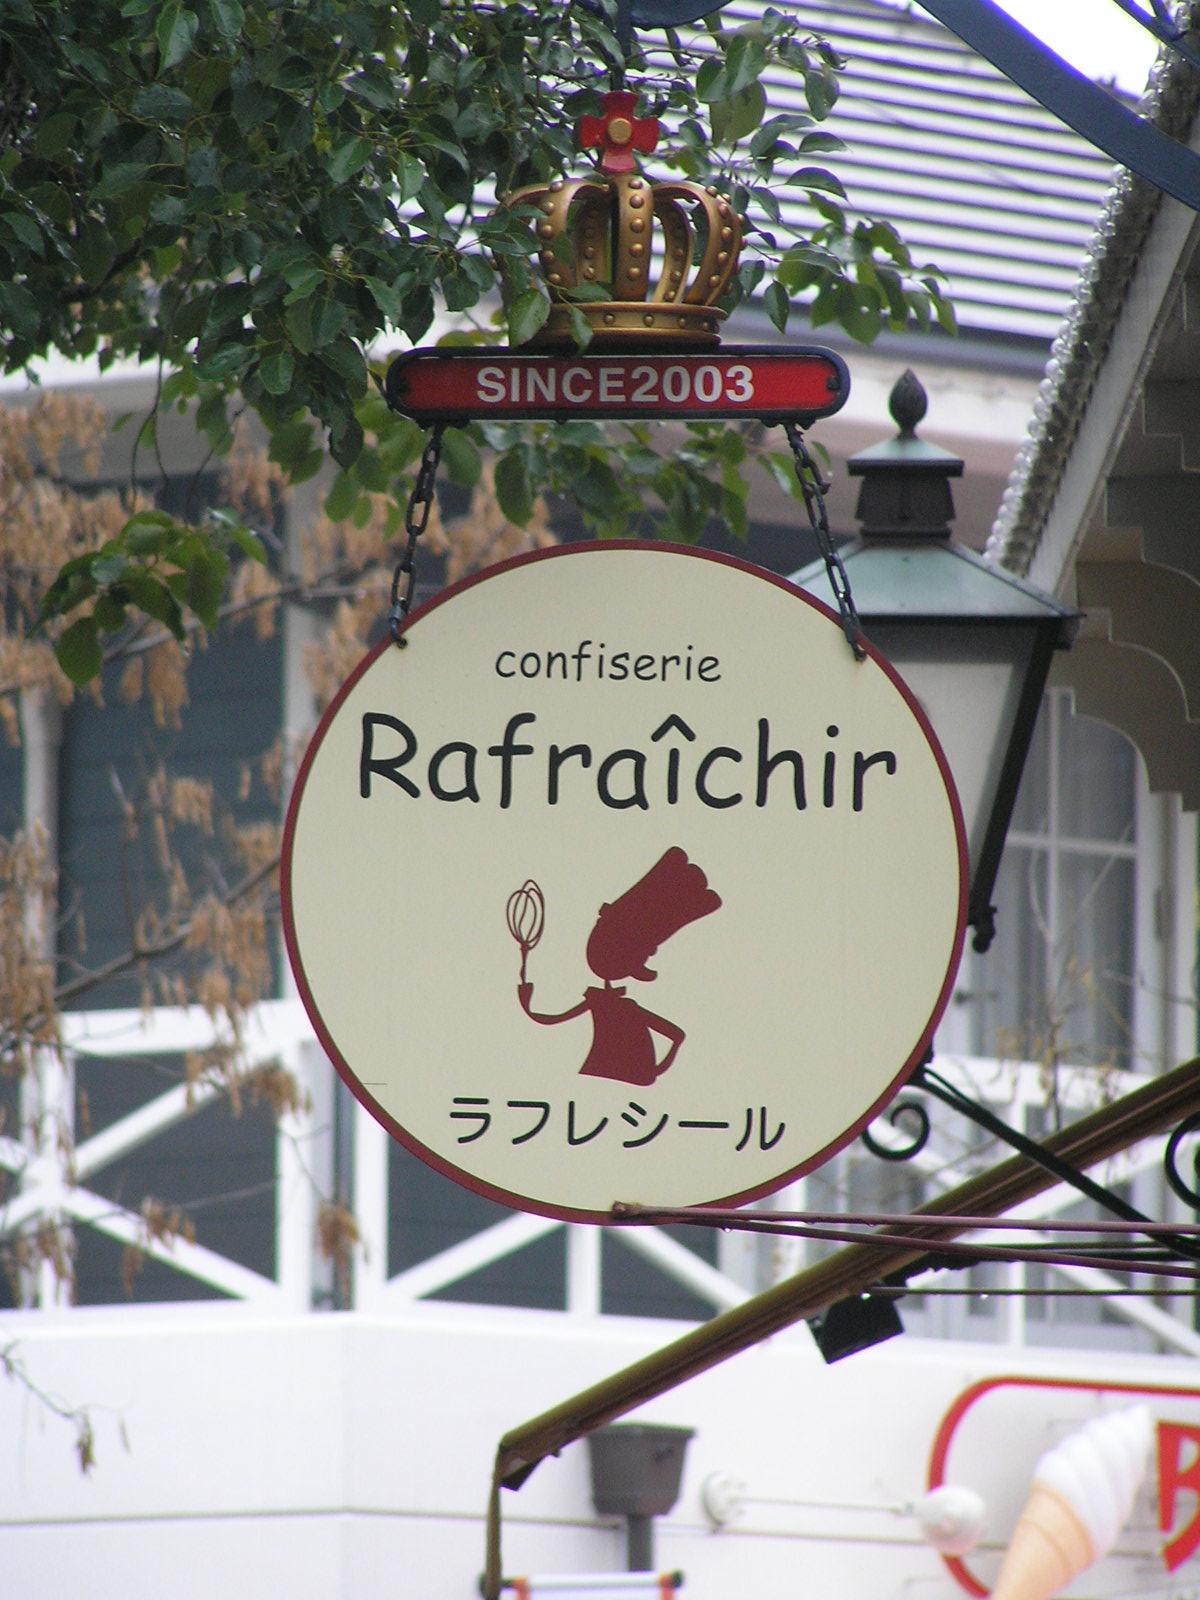 SINCE2003
confiserie
Rafraîchir
ラフレシール